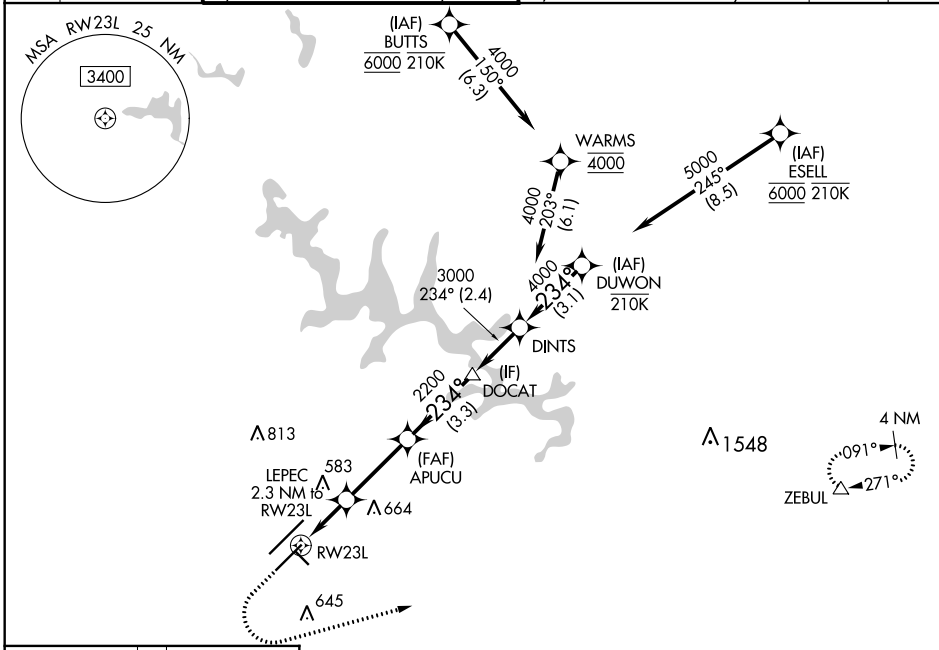 MSA RW23L 25 NM
3400
(IAF)
BUTTS
6000 210K
4000
150°
(6.3)
WARMS
4000
(IAF)
ESELL
6000 210K
5000
245°
(8.5)
4000
203°
(6.1)
(IAF)
DUWON
210K
4000
234°
(3.1)
3000
234° (2.4)
DINTS
(IF)
DOCAT
2200
234°
(3.3)
(FAF)
APUCU
813
583
LEPEC
2.3 NM to
RW23L
664
RW23L
645
1548
4 NM
091°
271°
ZEBUL